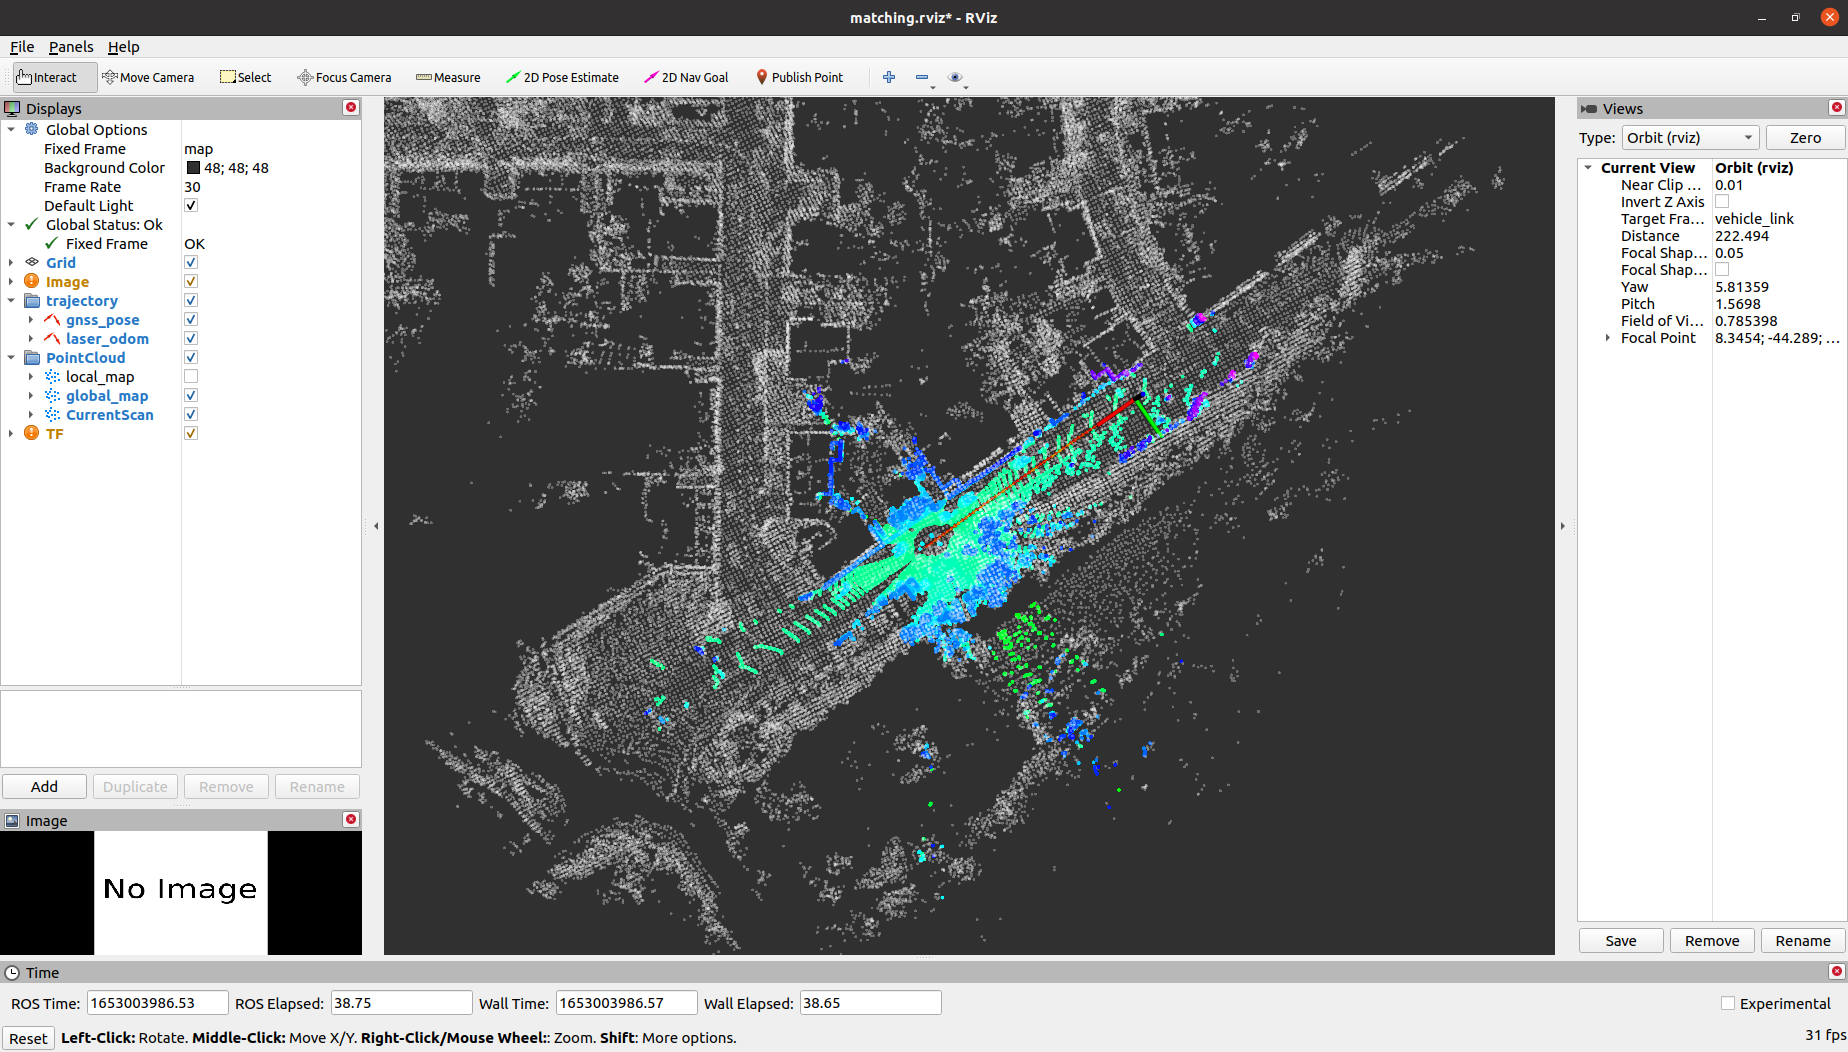 matching.rviz* - RViz
File Panels Help
Interact Move Camera Select Focus Camera Measure 2D Pose Estimate 2D Nav Goal Publish Point
Displays
Global Options
Fixed Frame map
Background Color 48; 48; 48
Frame Rate 30
Default Light
Global Status: Ok
Fixed Frame OK
Grid
Image
trajectory
gnss_pose
laser_odom
PointCloud
local_map
global_map
CurrentScan
TF
Add Duplicate Remove Rename
Image
No Image
Views
Type: Orbit (rviz) Zero
Current View Orbit (rviz)
Near Clip ... 0.01
Invert Z Axis
Target Fra... vehicle_link
Distance 222.494
Focal Shap... 0.05
Focal Shap...
Yaw 5.81359
Pitch 1.5698
Field of Vi... 0.785398
Focal Point 8.3454; -44.289; ...
Save Remove Rename
Time
ROS Time: 1653003986.53 ROS Elapsed: 38.75 Wall Time: 1653003986.57 Wall Elapsed: 38.65 Experimental
Reset Left-Click: Rotate. Middle-Click: Move X/Y. Right-Click/Mouse Wheel:: Zoom. Shift: More options. 31 fps